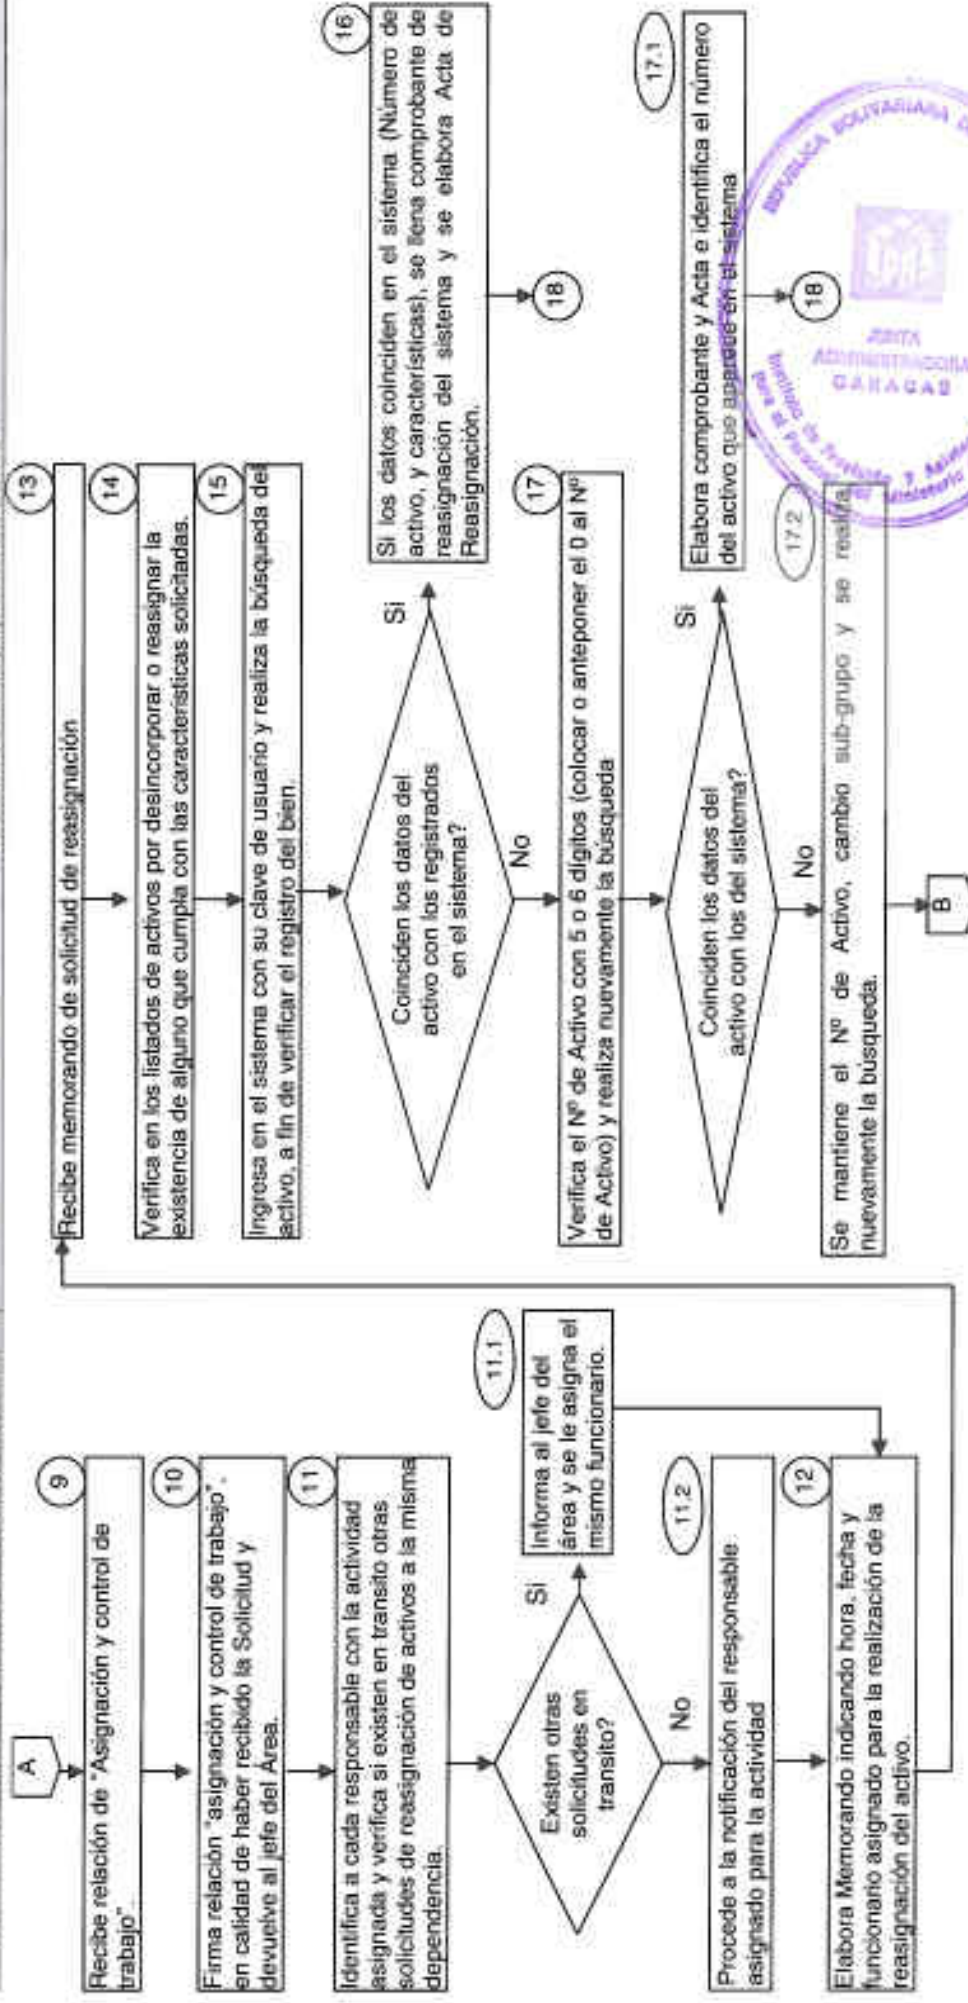 A
9
Recibe relación de "Asignación y control de
trabajo".
10
Firma relación "asignación y control de trabajo",
en calidad de haber recibido la Solicitud y
devuelve al jefe del Área.
11
Identifica a cada responsable con la actividad
asignada y verifica si existen en transito otras
solicitudes de reasignación de activos a la misma
dependencia.
Existen otras
solicitudes en
transito?
Si
No
11.1
Informa al jefe del
área y se le asigna el
mismo funcionario.
11.2
Procede a la notificación del responsable
asignado para la actividad
12
Elabora Memorando indicando hora, fecha y
funcionario asignado para la realización de la
reasignación del activo.
13
Recibe memorando de solicitud de reasignación
14
Verifica en los listados de activos por desincorporar o reasignar la
existencia de alguno que cumpla con las características solicitadas.
15
Ingresa en el sistema con su clave de usuario y realiza la búsqueda del
activo, a fin de verificar el registro del bien.
Coinciden los datos del
activo con los registrados
en el sistema?
Si
No
16
Si los datos coinciden en el sistema (Número de
activo, y características), se llena comprobante de
reasignación del sistema y se elabora Acta de
Reasignación.
18
17
Verifica el Nº de Activo con 5 o 6 dígitos (colocar o anteponer el 0 al Nº
de Activo) y realiza nuevamente la búsqueda
Coinciden los datos del
activo con los del sistema?
Si
No
17.1
Elabora comprobante y Acta e identifica el número
del activo que aparece en el sistema
18
17.2
Se mantiene el Nº de Activo, cambio sub-grupo y se realiza
nuevamente la búsqueda.
B
REPUBLICA BOLIVARIANA DE
JUNTA
ADMINISTRADORA
CARACAS
Instituto de Previsión y Asistencia
para el Personal del Ministerio